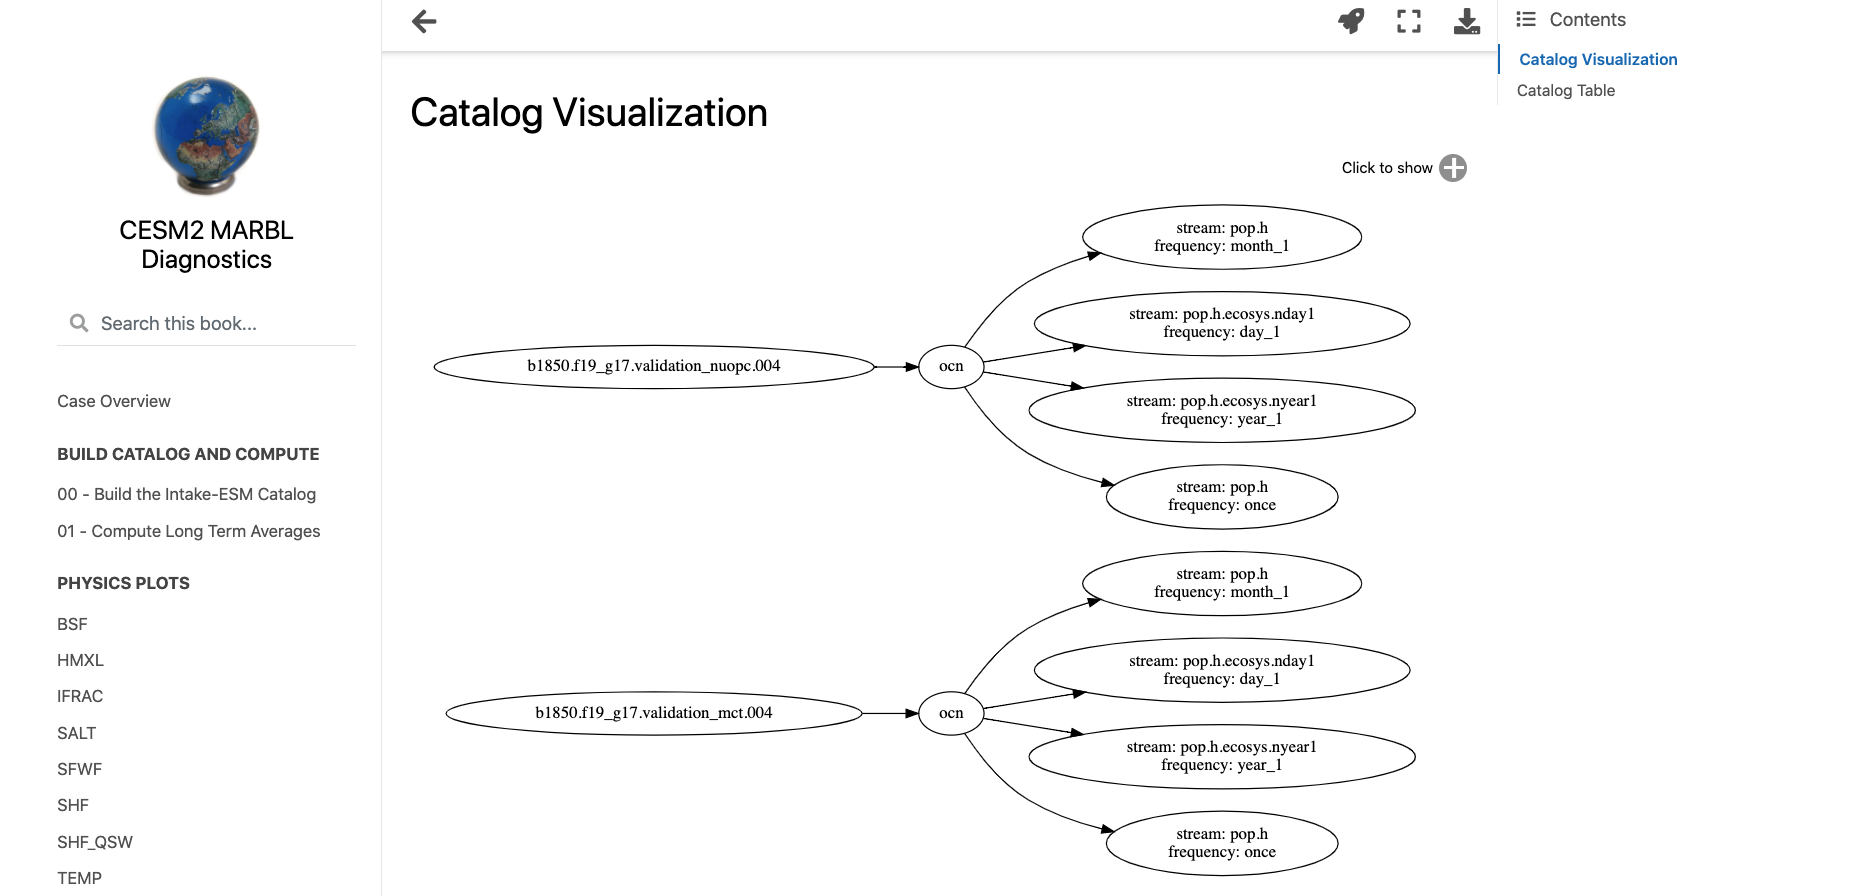 CESM2 MARBL
Diagnostics
Search this book...
Case Overview
BUILD CATALOG AND COMPUTE
00 - Build the Intake-ESM Catalog
01 - Compute Long Term Averages
PHYSICS PLOTS
BSF
HMXL
IFRAC
SALT
SFWF
SHF
SHF_QSW
TEMP
Catalog Visualization
Click to show
b1850.f19_g17.validation_nuopc.004
ocn
stream: pop.h
frequency: month_1
stream: pop.h.ecosys.nday1
frequency: day_1
stream: pop.h.ecosys.nyear1
frequency: year_1
stream: pop.h
frequency: once
b1850.f19_g17.validation_mct.004
ocn
stream: pop.h
frequency: month_1
stream: pop.h.ecosys.nday1
frequency: day_1
stream: pop.h.ecosys.nyear1
frequency: year_1
stream: pop.h
frequency: once
Contents
Catalog Visualization
Catalog Table